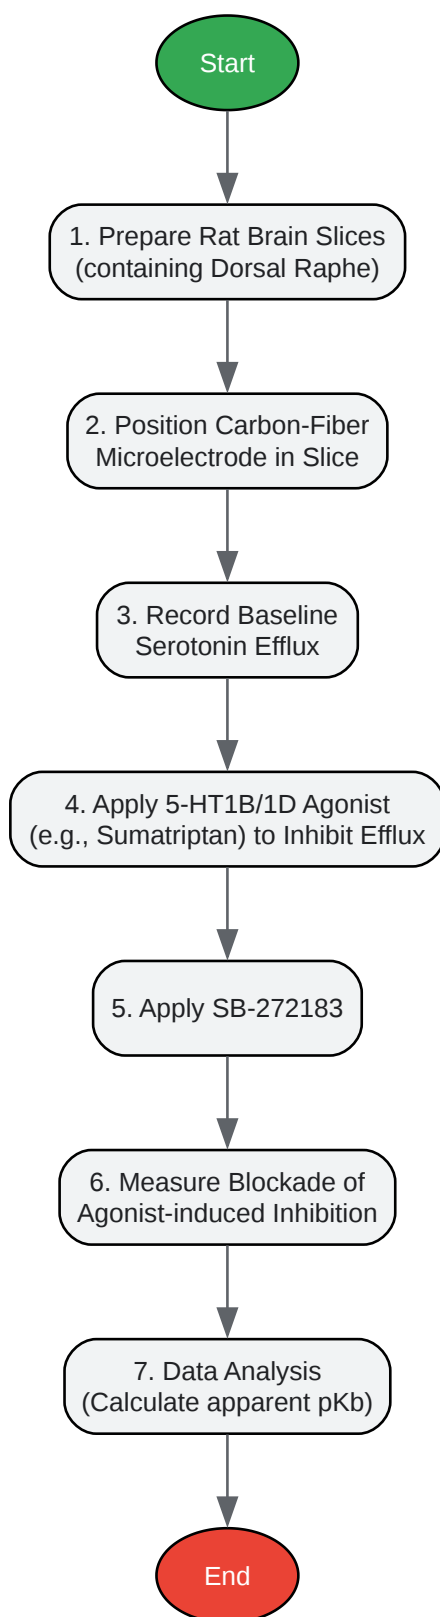 Start
1. Prepare Rat Brain Slices
(containing Dorsal Raphe)
2. Position Carbon-Fiber
Microelectrode in Slice
3. Record Baseline
Serotonin Efflux
4. Apply 5-HT1B/1D Agonist
(e.g., Sumatriptan) to Inhibit Efflux
5. Apply SB-272183
6. Measure Blockade of
Agonist-induced Inhibition
7. Data Analysis
(Calculate apparent pKb)
End